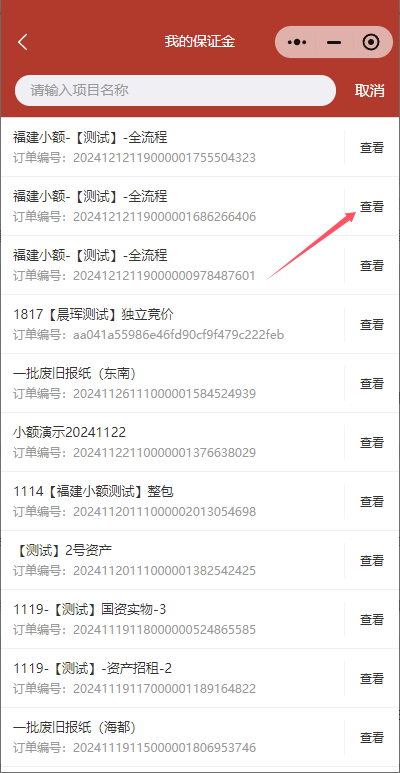 我的保证金
请输入项目名称
取消
福建小额-【测试】-全流程
订单编号：20241212119000001755504323
查看
福建小额-【测试】-全流程
订单编号：20241212119000001686266406
查看
福建小额-【测试】-全流程
订单编号：20241212119000000978487601
查看
1817【晨珲测试】独立竞价
订单编号：aa041a55986e46fd90cf9f479c222feb
查看
一批废旧报纸（东南）
订单编号：20241126111000001584524939
查看
小额演示20241122
订单编号：20241122110000001376638029
查看
1114【福建小额测试】整包
订单编号：20241120111000002013054698
查看
【测试】2号资产
订单编号：20241120111000001382542425
查看
1119-【测试】国资实物-3
订单编号：20241119118000000524865585
查看
1119-【测试】-资产招租-2
订单编号：20241119117000001189164822
查看
一批废旧报纸（海都）
订单编号：20241119115000001806953746
查看